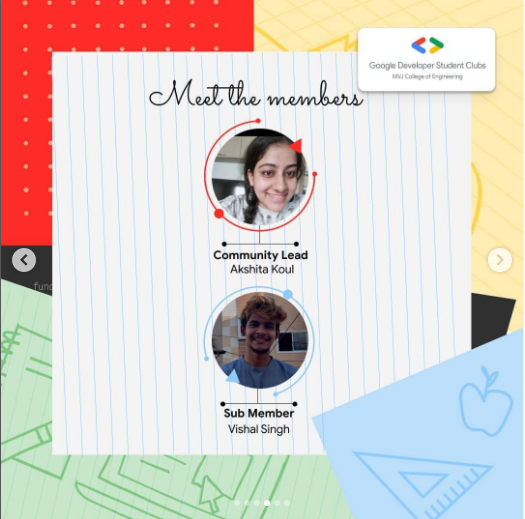 Google Developer Student Clubs
MVJ College of Engineering
Meet the members
func
Community Lead
Akshita Koul
Sub Member
Vishal Singh